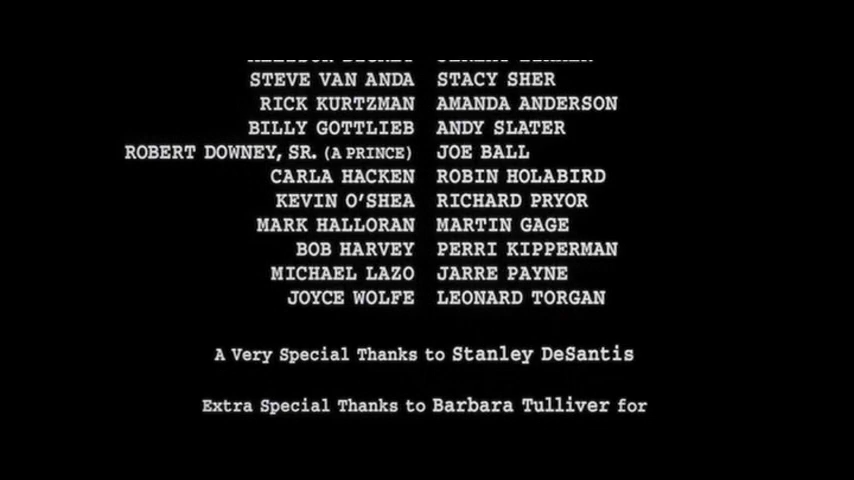 STEVE VAN ANDA STACY SHER
RICK KURTZMAN AMANDA ANDERSON
BILLY GOTTLIEB ANDY SLATER
ROBERT DOWNEY, SR. (A PRINCE) JOE BALL
CARLA HACKEN ROBIN HOLABIRD
KEVIN O'SHEA RICHARD PRYOR
MARK HALLORAN MARTIN GAGE
BOB HARVEY PERRI KIPPERMAN
MICHAEL LAZO JARRE PAYNE
JOYCE WOLFE LEONARD TORGAN
A Very Special Thanks to Stanley DeSantis
Extra Special Thanks to Barbara Tulliver for